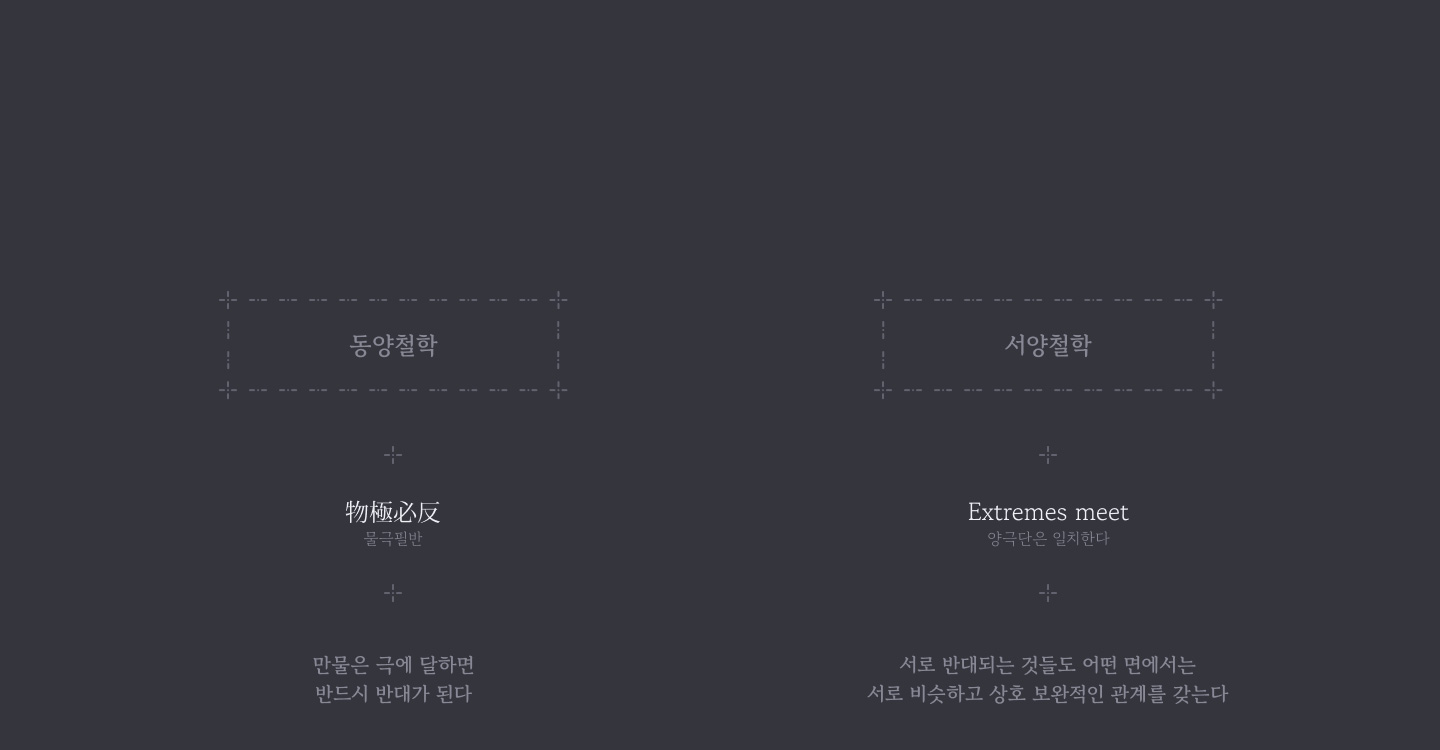 동양철학
物極必反
물극필반
만물은 극에 달하면
반드시 반대가 된다
서양철학
Extremes meet
양극단은 일치한다
서로 반대되는 것들도 어떤 면에서는
서로 비슷하고 상호 보완적인 관계를 갖는다